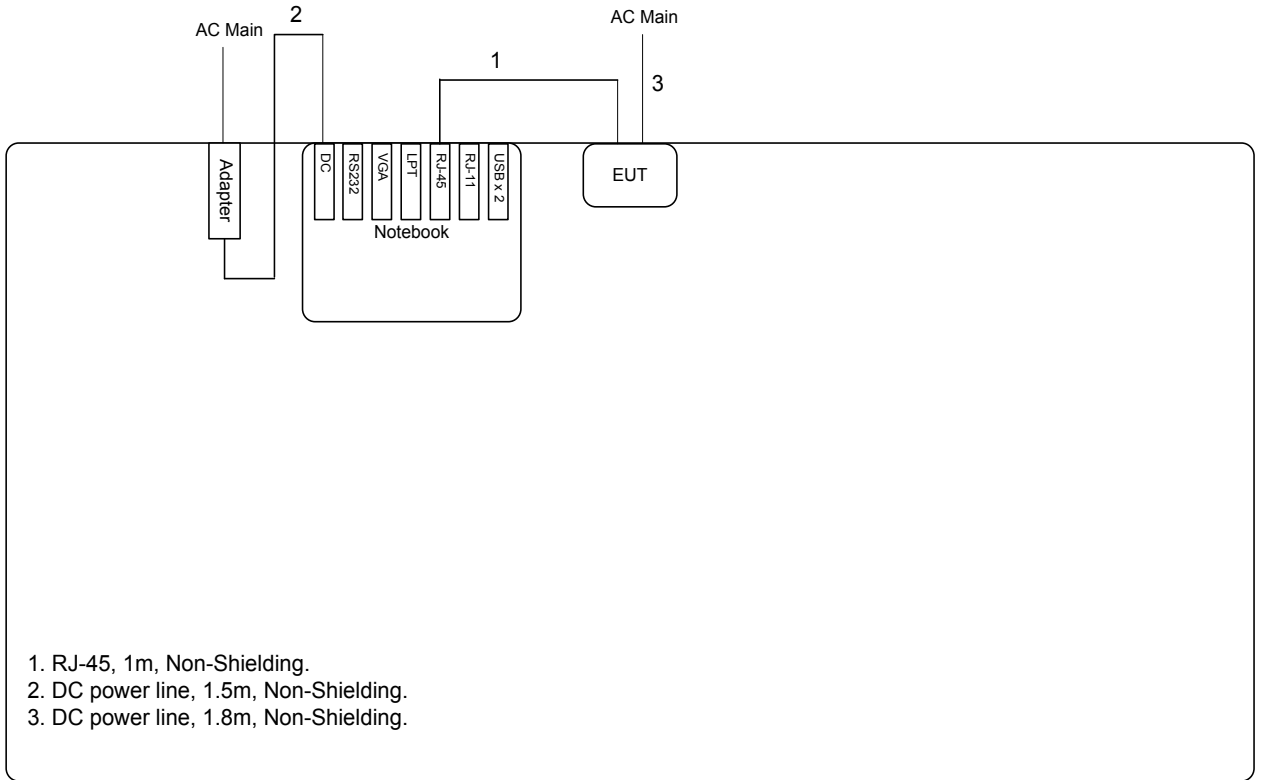 2
AC Main
AC Main
1
3
Adapter
DC
RS232
VGA
LPT
RJ-45
RJ-11
USB x 2
EUT
Notebook
1. RJ-45, 1m, Non-Shielding.
2. DC power line, 1.5m, Non-Shielding.
3. DC power line, 1.8m, Non-Shielding.